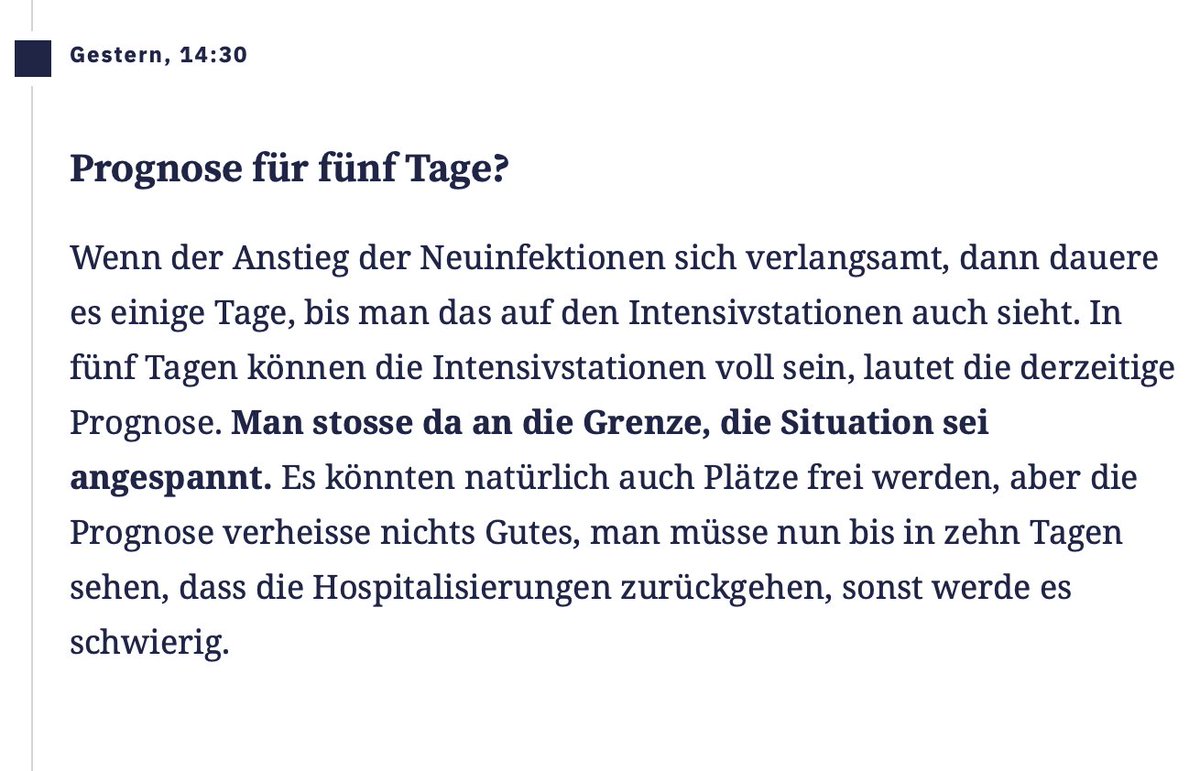 Gestern, 14:30
Prognose für fünf Tage?
Wenn der Anstieg der Neuinfektionen sich verlangsamt, dann dauere
es einige Tage, bis man das auf den Intensivstationen auch sieht. In
fünf Tagen können die Intensivstationen voll sein, lautet die derzeitige
Prognose. Man stosse da an die Grenze, die Situation sei
angespannt. Es könnten natürlich auch Plätze frei werden, aber die
Prognose verheisse nichts Gutes, man müsse nun bis in zehn Tagen
sehen, dass die Hospitalisierungen zurückgehen, sonst werde es
schwierig.